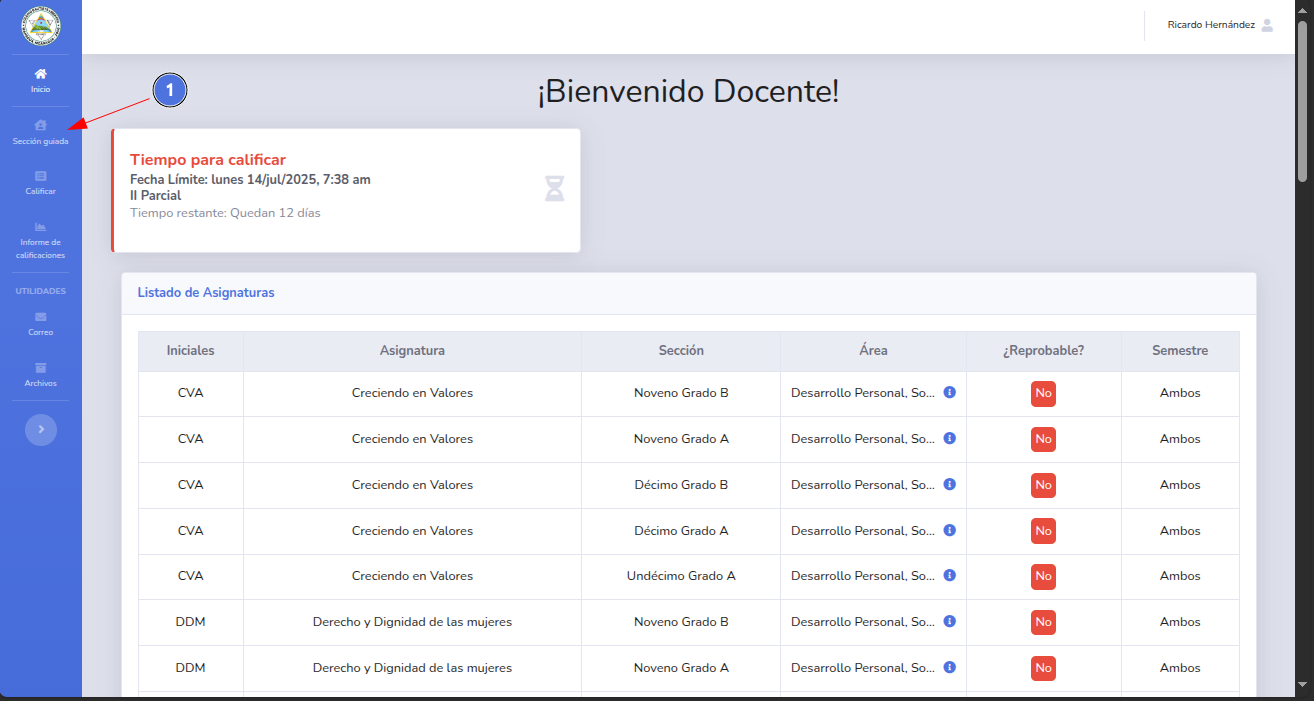 Ricardo Hernández
Inicio
1
Sección guiada
Calificar
Informe de
calificaciones
UTILIDADES
Correo
Archivos
¡Bienvenido Docente!
Tiempo para calificar
Fecha Límite: lunes 14/jul/2025, 7:38 am
II Parcial
Tiempo restante: Quedan 12 días
Listado de Asignaturas
Iniciales Asignatura Sección Área ¿Reprobable? Semestre
CVA Creciendo en Valores Noveno Grado B Desarrollo Personal, So... No Ambos
CVA Creciendo en Valores Noveno Grado A Desarrollo Personal, So... No Ambos
CVA Creciendo en Valores Décimo Grado B Desarrollo Personal, So... No Ambos
CVA Creciendo en Valores Décimo Grado A Desarrollo Personal, So... No Ambos
CVA Creciendo en Valores Undécimo Grado A Desarrollo Personal, So... No Ambos
DDM Derecho y Dignidad de las mujeres Noveno Grado B Desarrollo Personal, So... No Ambos
DDM Derecho y Dignidad de las mujeres Noveno Grado A Desarrollo Personal, So... No Ambos